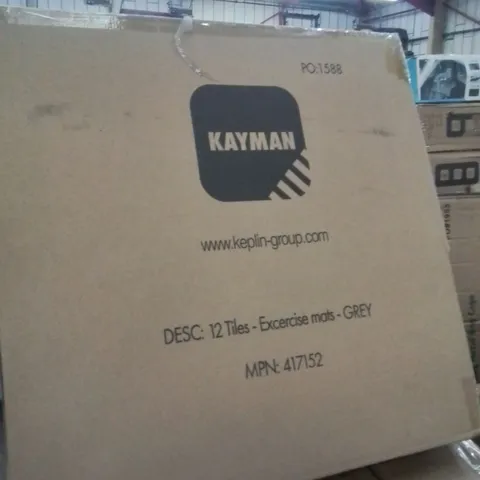 PO:1588
KAYMAN
www.keplin-group.com
DESC: 12 Tiles - Excercise mats - GREY
MPN: 417152